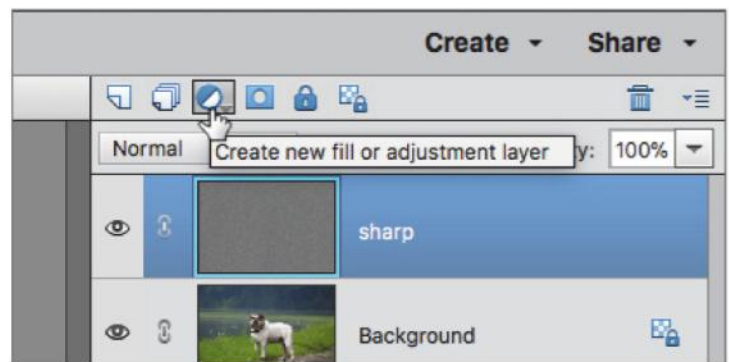 Create Share
Normal Create new fill or adjustment layer y: 100%
sharp
Background